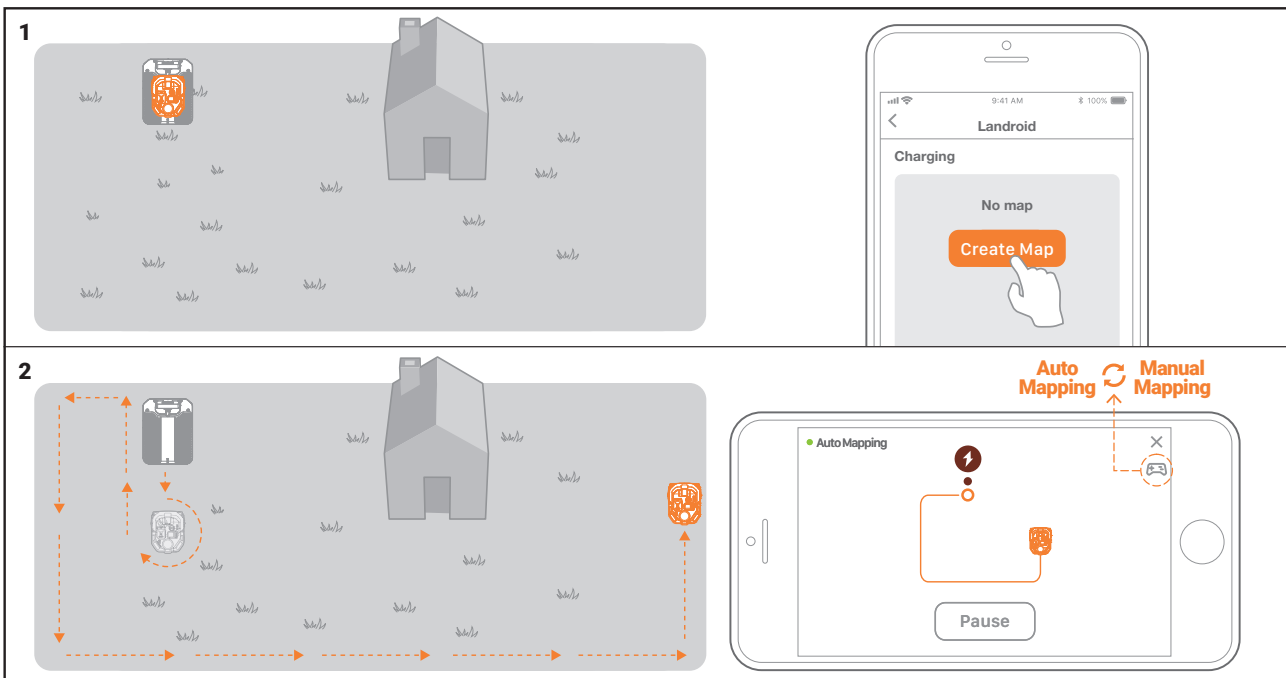 1
9:41 AM
100%
Landroid
Charging
No map
Create Map
2
Auto
Mapping
Manual
Mapping
Auto Mapping
Pause